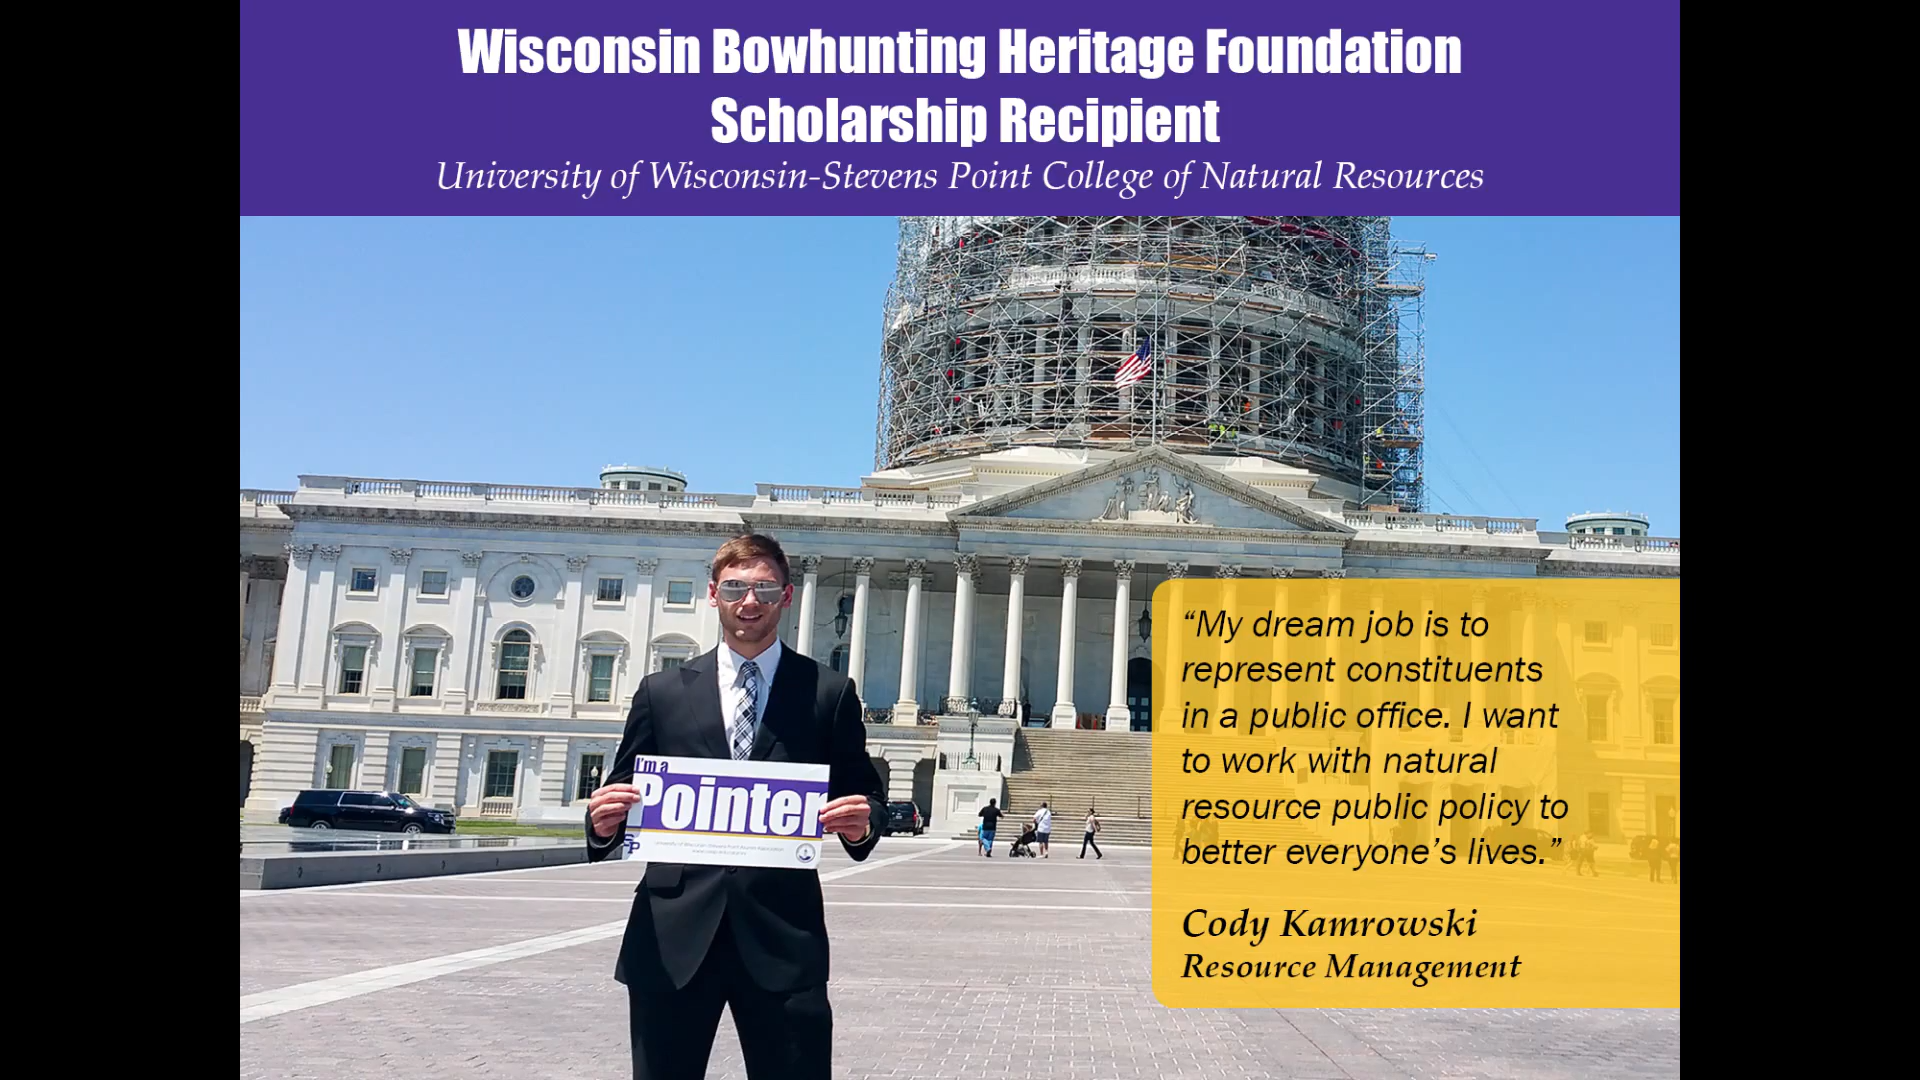 Wisconsin Bowhunting Heritage Foundation
Scholarship Recipient
University of Wisconsin-Stevens Point College of Natural Resources
I'm a
Pointer
“My dream job is to
represent constituents
in a public office. I want
to work with natural
resource public policy to
better everyone’s lives.”
Cody Kamrowski
Resource Management